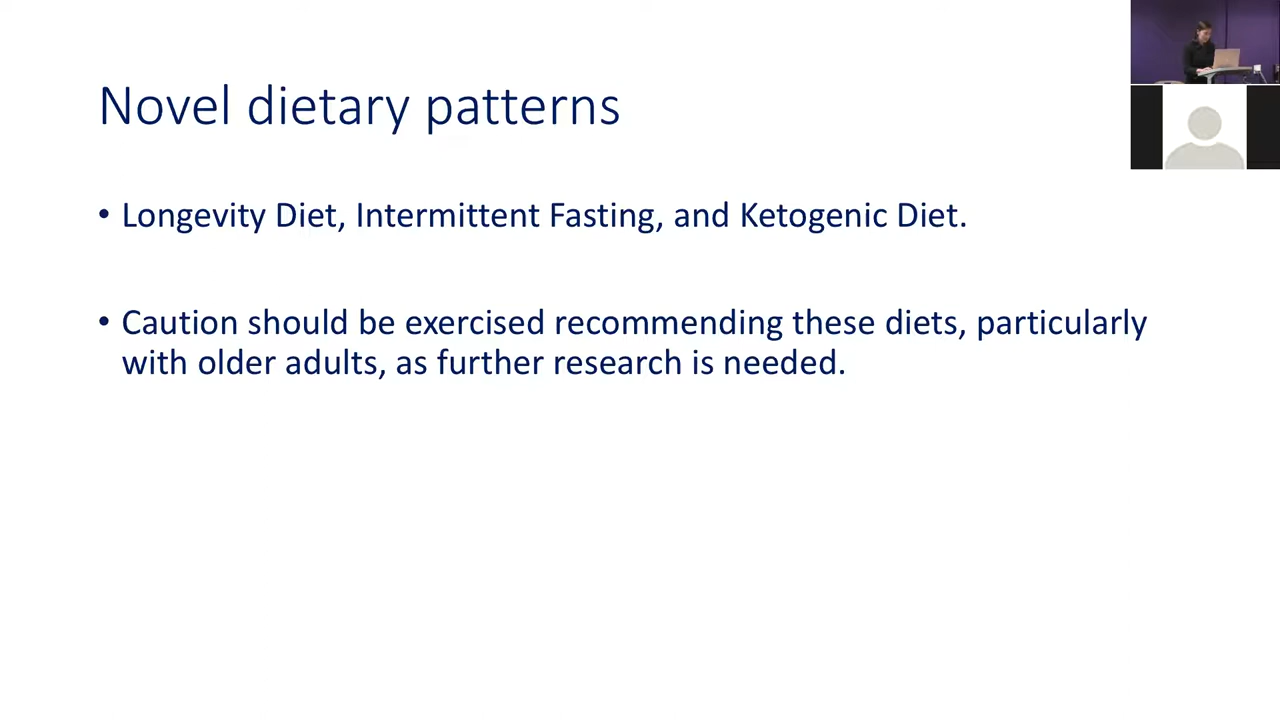 Novel dietary patterns
• Longevity Diet, Intermittent Fasting, and Ketogenic Diet.
• Caution should be exercised recommending these diets, particularly
with older adults, as further research is needed.